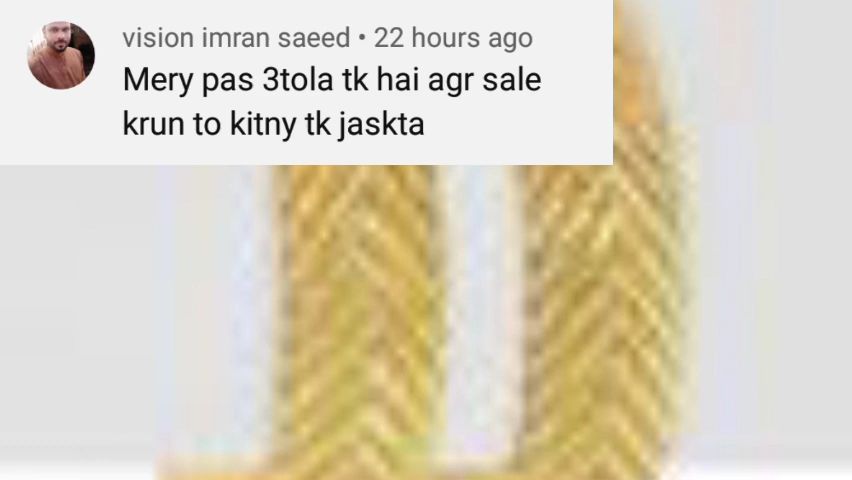 vision imran saeed • 22 hours ago
Mery pas 3tola tk hai agr sale
krun to kitny tk jaskta